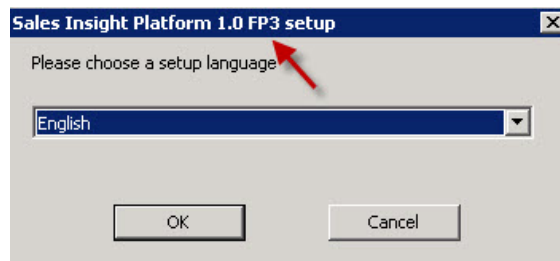 Sales Insight Platform 1.0 FP3 setup
Please choose a setup language
English
OK
Cancel